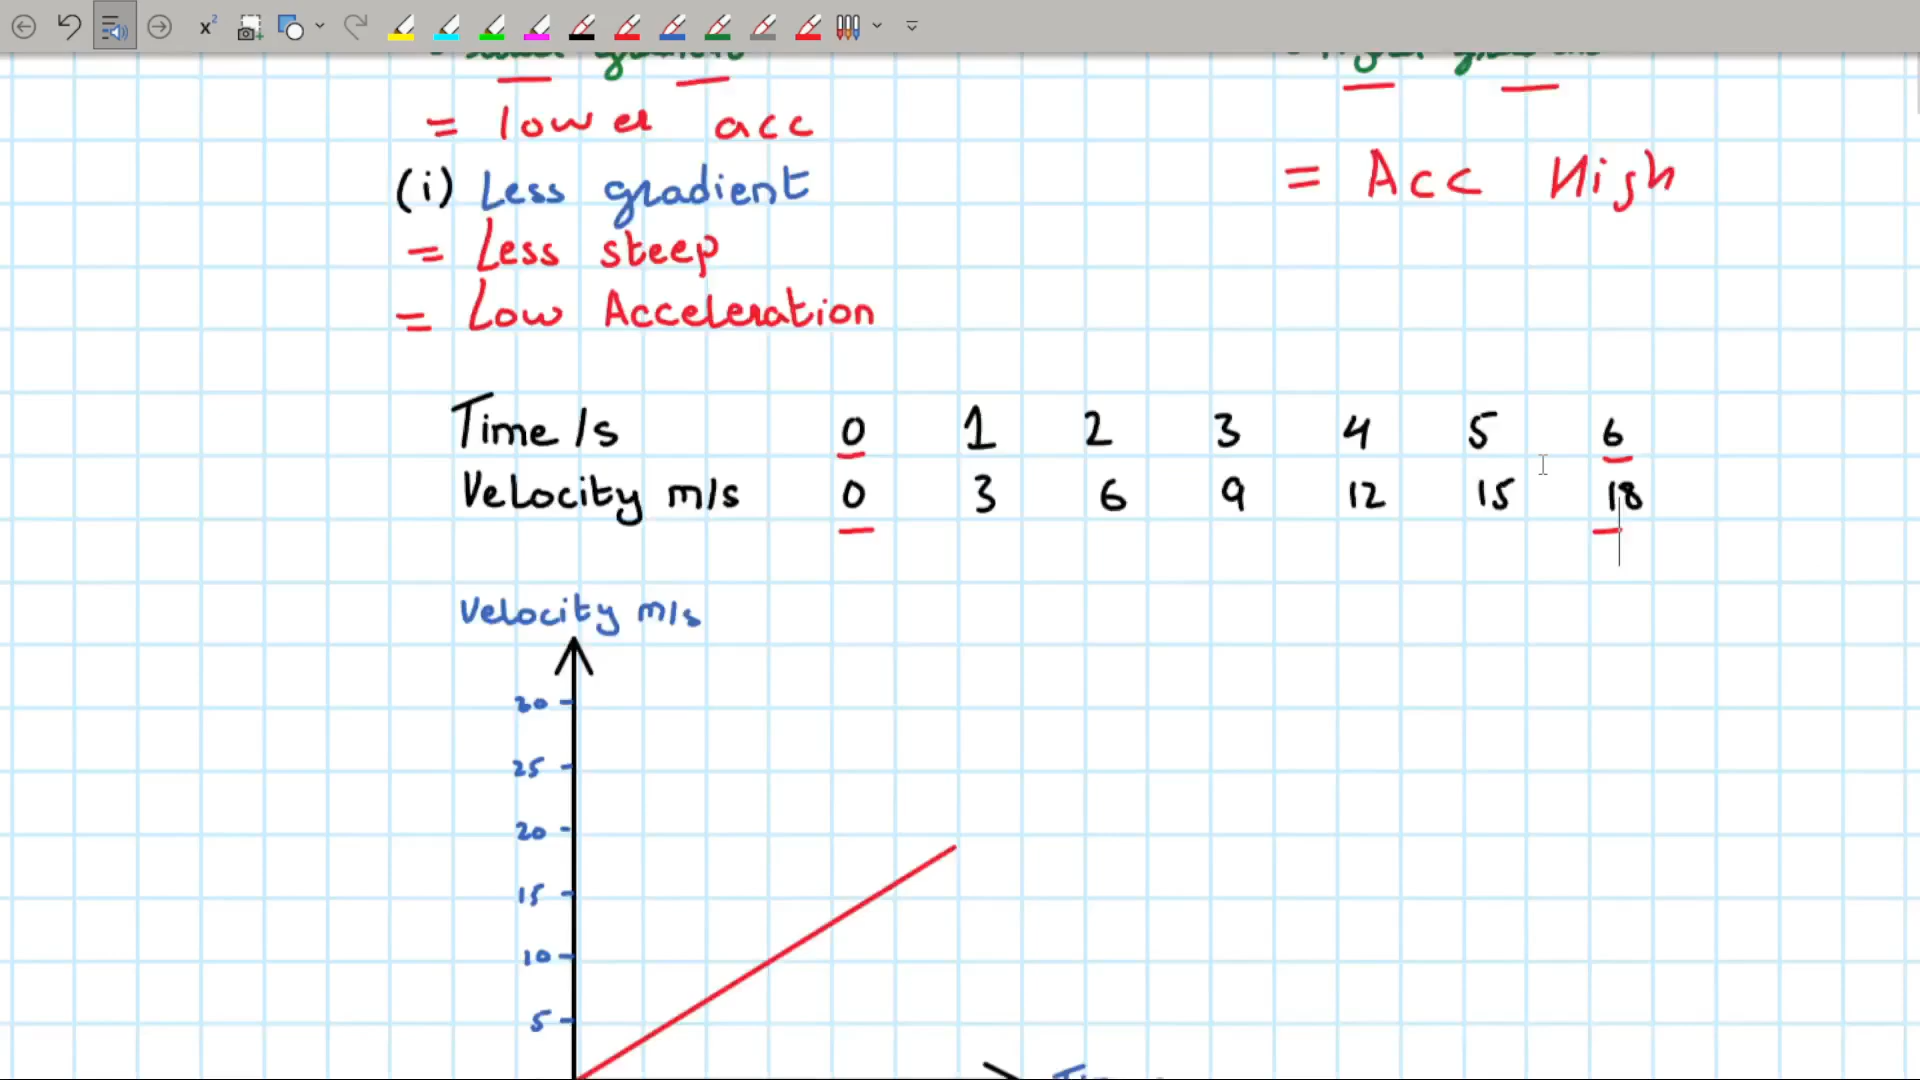 gradient
= lower acc
= Acc High
(i) Less gradient
= Less steep
= Low Acceleration
Time /s 0 1 2 3 4 5 6
Velocity m/s 0 3 6 9 12 15 18
Velocity m/s
30
25
20
15
10
5